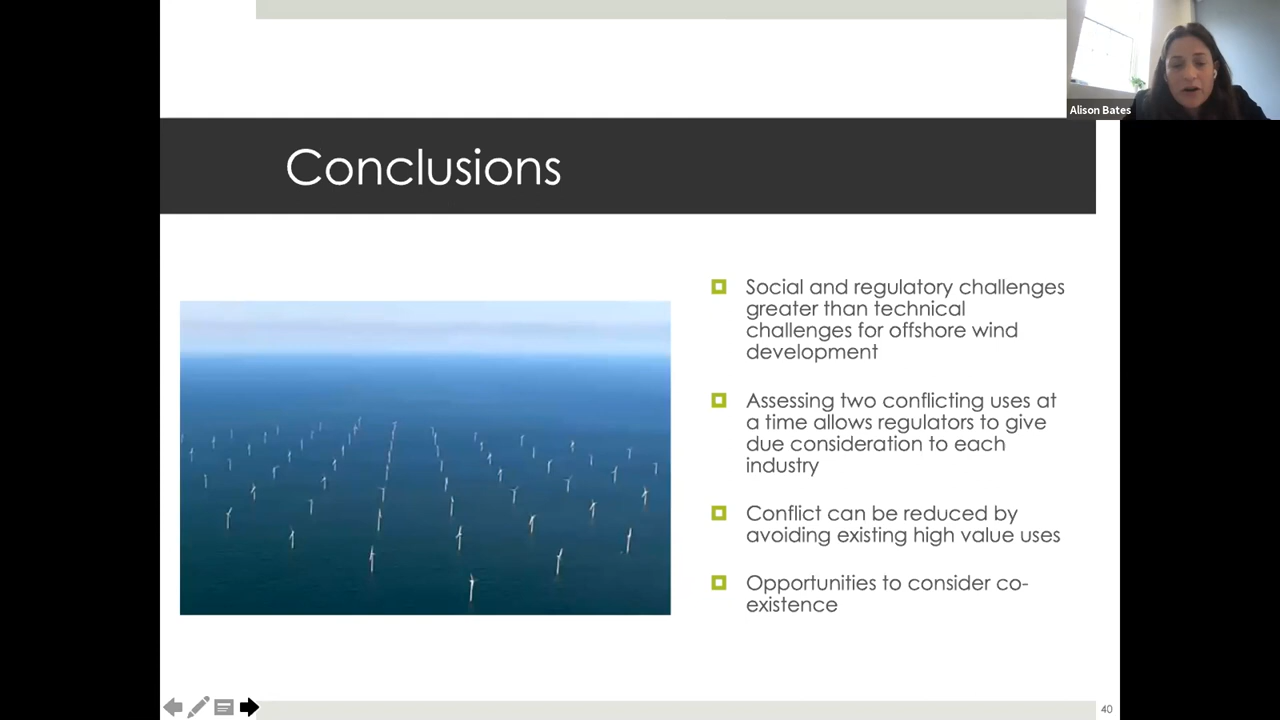 Alison Bates
Conclusions
Social and regulatory challenges
greater than technical
challenges for offshore wind
development
Assessing two conflicting uses at
a time allows regulators to give
due consideration to each
industry
Conflict can be reduced by
avoiding existing high value uses
Opportunities to consider co-
existence
40